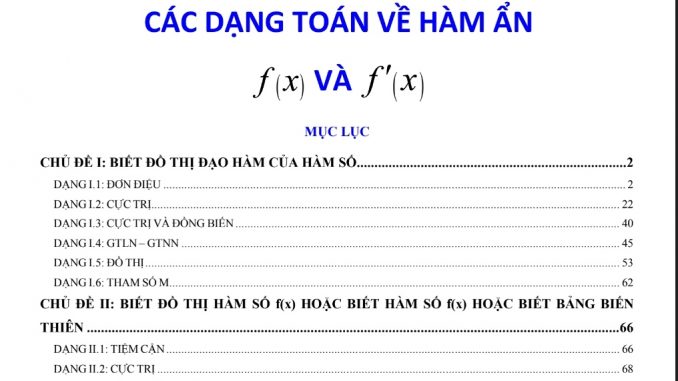 CÁC DẠNG TOÁN VỀ HÀM ẨN
f(x) VÀ f′(x)
MỤC LỤC
CHỦ ĐỀ I: BIẾT ĐỒ THỊ ĐẠO HÀM CỦA HÀM SỐ.....2
DẠNG I.1: ĐƠN ĐIỆU.....2
DẠNG I.2: CỰC TRỊ.....22
DẠNG I.3: CỰC TRỊ VÀ ĐỒNG BIẾN.....40
DẠNG I.4: GTLN – GTNN.....45
DẠNG I.5: ĐỒ THỊ.....53
DẠNG I.6: THAM SỐ M.....62
CHỦ ĐỀ II: BIẾT ĐỒ THỊ HÀM SỐ f(x) HOẶC BIẾT HÀM SỐ f(x) HOẶC BIẾT BẢNG BIẾN
THIÊN.....66
DẠNG II.1: TIỆM CẬN.....66
DẠNG II.2: CỰC TRỊ.....68